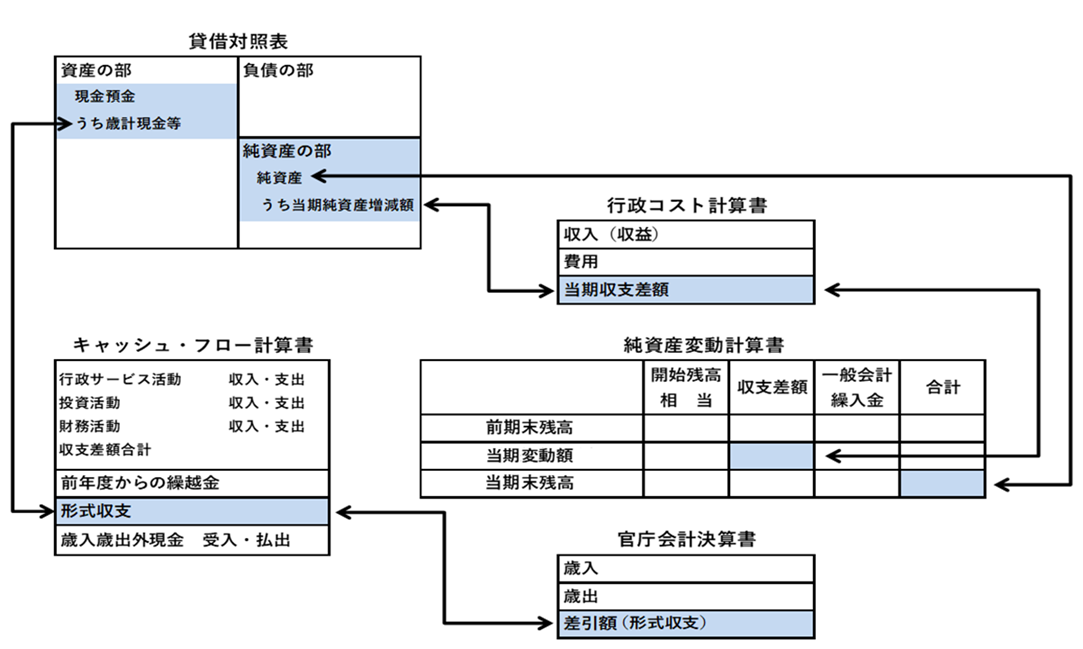 貸借対照表
資産の部
現金預金
うち歳計現金等
負債の部
純資産の部
純資産
うち当期純資産増減額
行政コスト計算書
収入（収益）
費用
当期収支差額
キャッシュ・フロー計算書
行政サービス活動　収入・支出
投資活動　収入・支出
財務活動　収入・支出
収支差額合計
前年度からの繰越金
形式収支
歳入歳出外現金　受入・払出
純資産変動計算書
開始残高
相　当
収支差額
一般会計
繰入金
合計
前期末残高
当期変動額
当期末残高
官庁会計決算書
歳入
歳出
差引額（形式収支）